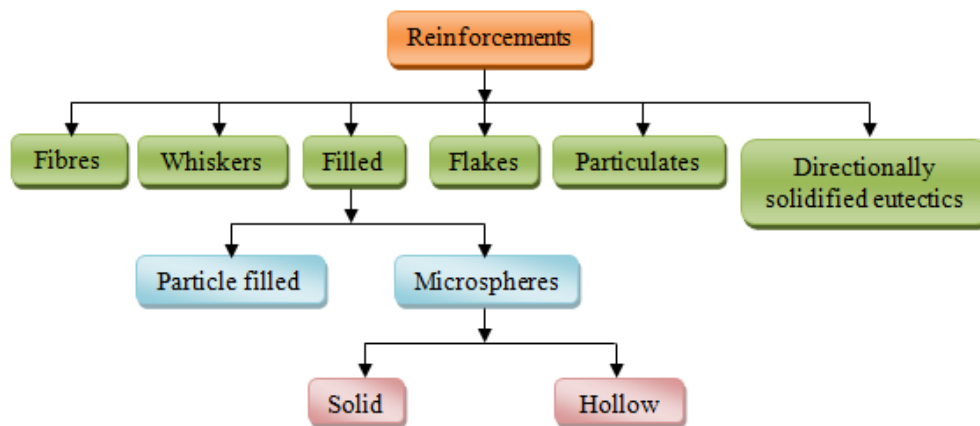 Reinforcements
Fibres
Whiskers
Filled
Flakes
Particulates
Directionally
solidified eutectics
Particle filled
Microspheres
Solid
Hollow